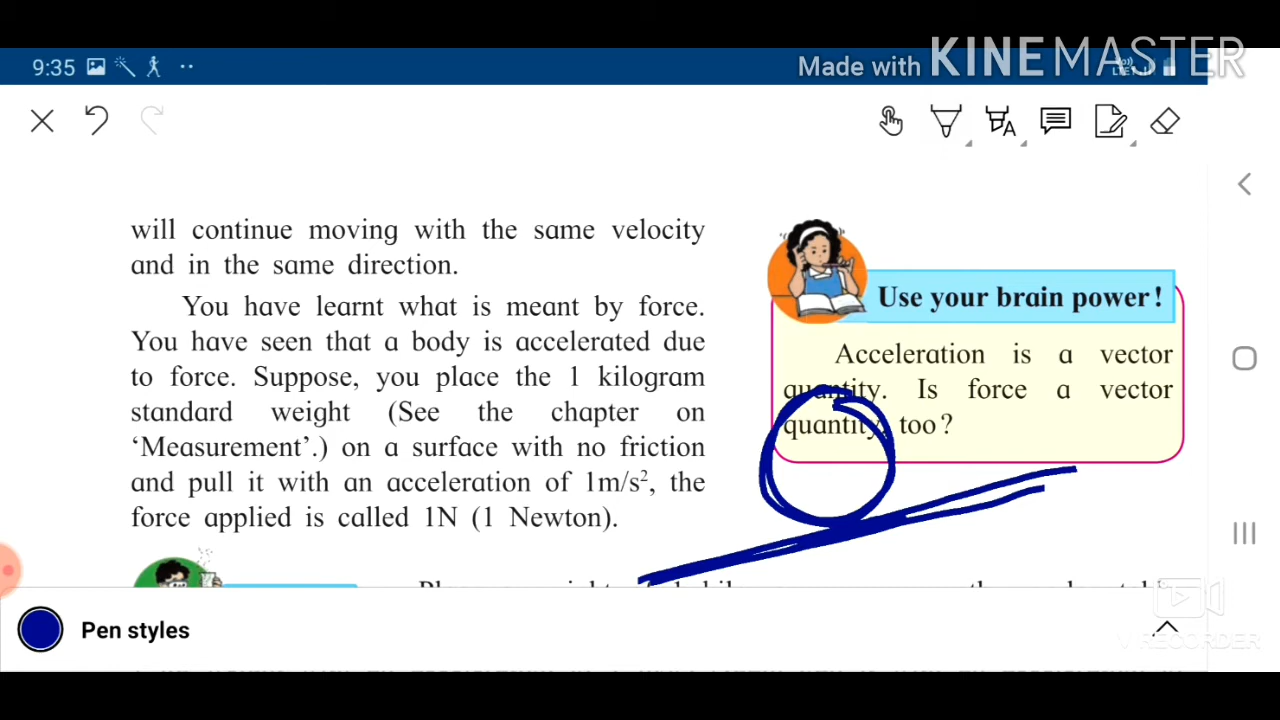 Made with KINEMASTER
9:35
will continue moving with the same velocity
and in the same direction.
You have learnt what is meant by force.
You have seen that a body is accelerated due
to force. Suppose, you place the 1 kilogram
standard weight (See the chapter on
‘Measurement’.) on a surface with no friction
and pull it with an acceleration of 1m/s², the
force applied is called 1N (1 Newton).
Use your brain power!
Acceleration is a vector
quantity. Is force a vector
quantity, too?
Pen styles
RECORDER